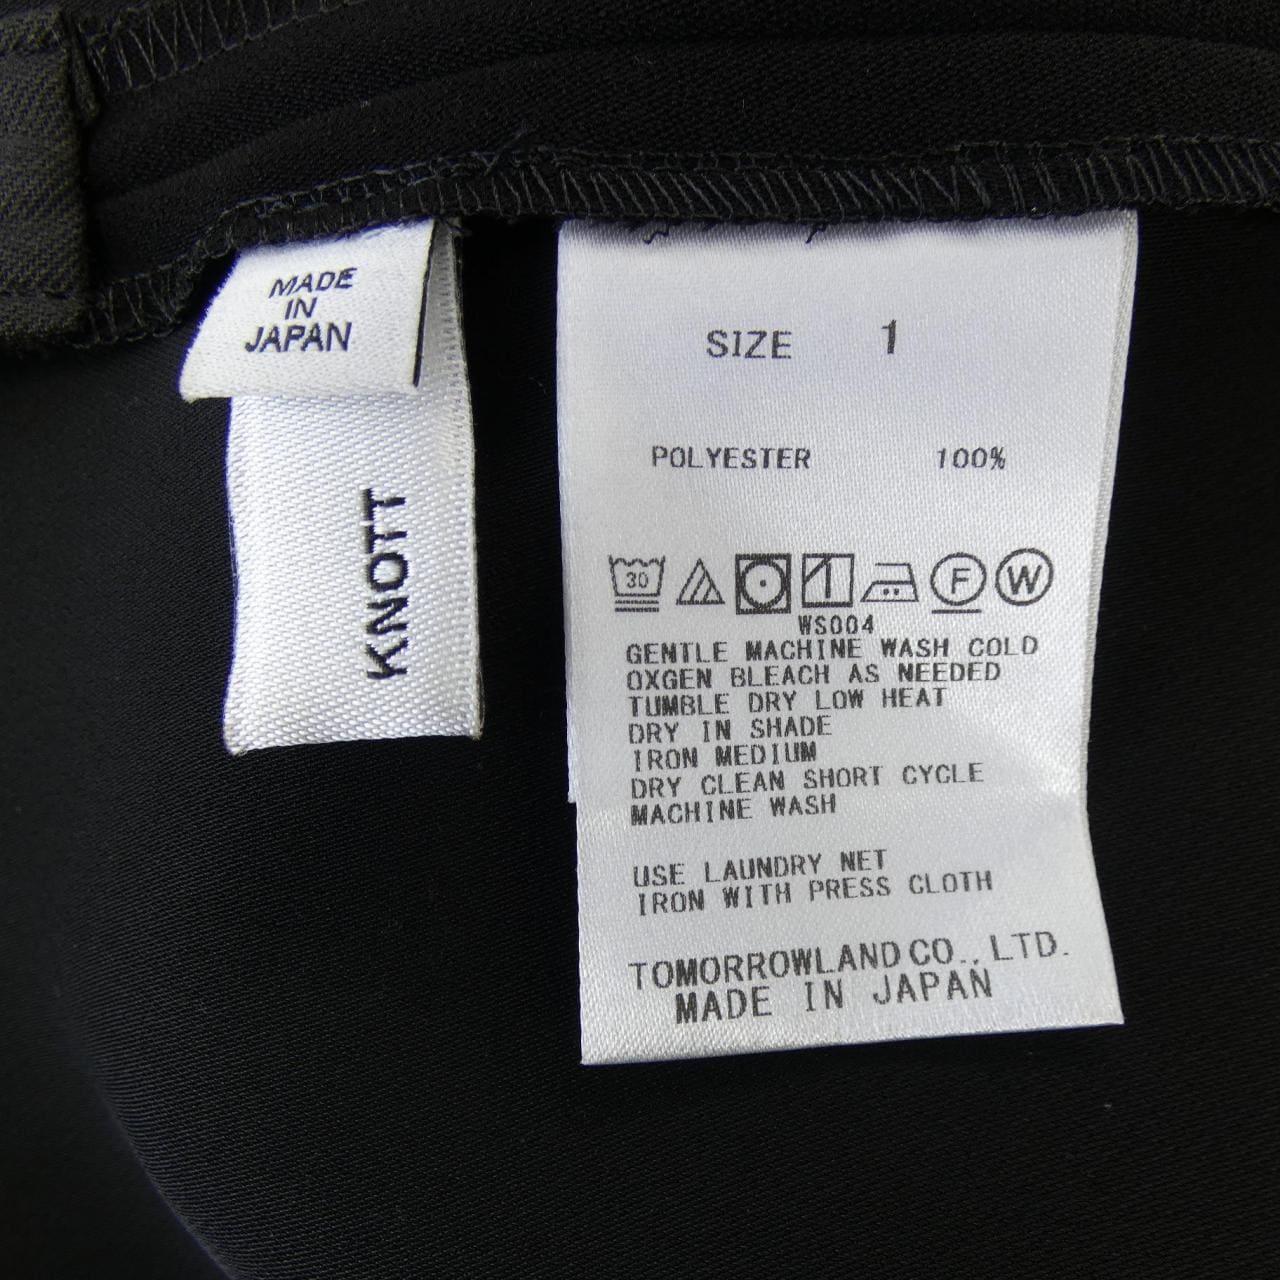 MADE
IN
JAPAN
KNOTT
SIZE 1
POLYESTER 100%
30 F W
WS004
GENTLE MACHINE WASH COLD
OXGEN BLEACH AS NEEDED
TUMBLE DRY LOW HEAT
DRY IN SHADE
IRON MEDIUM
DRY CLEAN SHORT CYCLE
MACHINE WASH
USE LAUNDRY NET
IRON WITH PRESS CLOTH
TOMORROWLAND CO., LTD.
MADE IN JAPAN